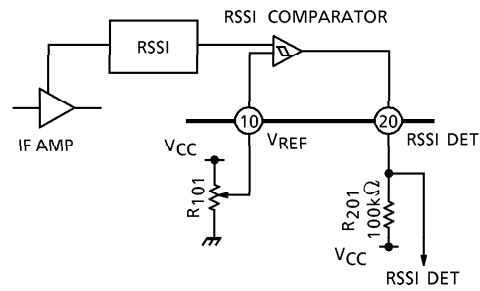 RSSI COMPARATOR
RSSI
IF AMP
10
20
VCC
VREF
RSSI DET
R101
R201
100kΩ
VCC
RSSI DET